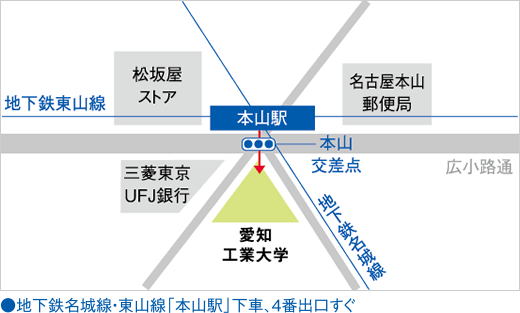 松坂屋
ストア
名古屋本山
郵便局
地下鉄東山線
本山駅
本山
交差点
広小路通
三菱東京
UFJ銀行
愛知
工業大学
地下鉄名城線
●地下鉄名城線・東山線「本山駅」下車、4番出口すぐ